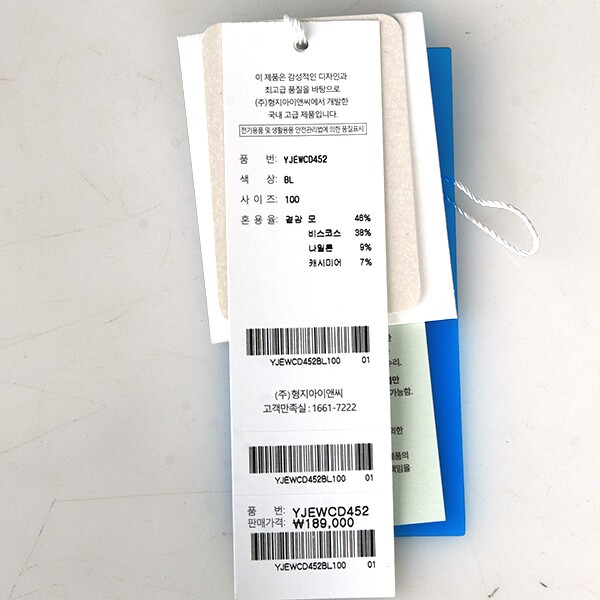 이 제품은 감성적인 디자인과
최고급 품질을 바탕으로
(주)형지아이앤씨에서 개발한
국내 고급 제품입니다.
전기용품 및 생활용품 안전관리법에 의한 품질표시
품 번: YJEWCD452
색 상: BL
사 이 즈: 100
혼 용 율: 겉감 모 46%
비스코스 38%
나일론 9%
캐시미어 7%
YJEWCD452BL100 01
(주)형지아이앤씨
고객만족실 : 1661-7222
YJEWCD452BL100 01
품 번: YJEWCD452
판매가격: ₩189,000
YJEWCD452BL100 01
가능함.